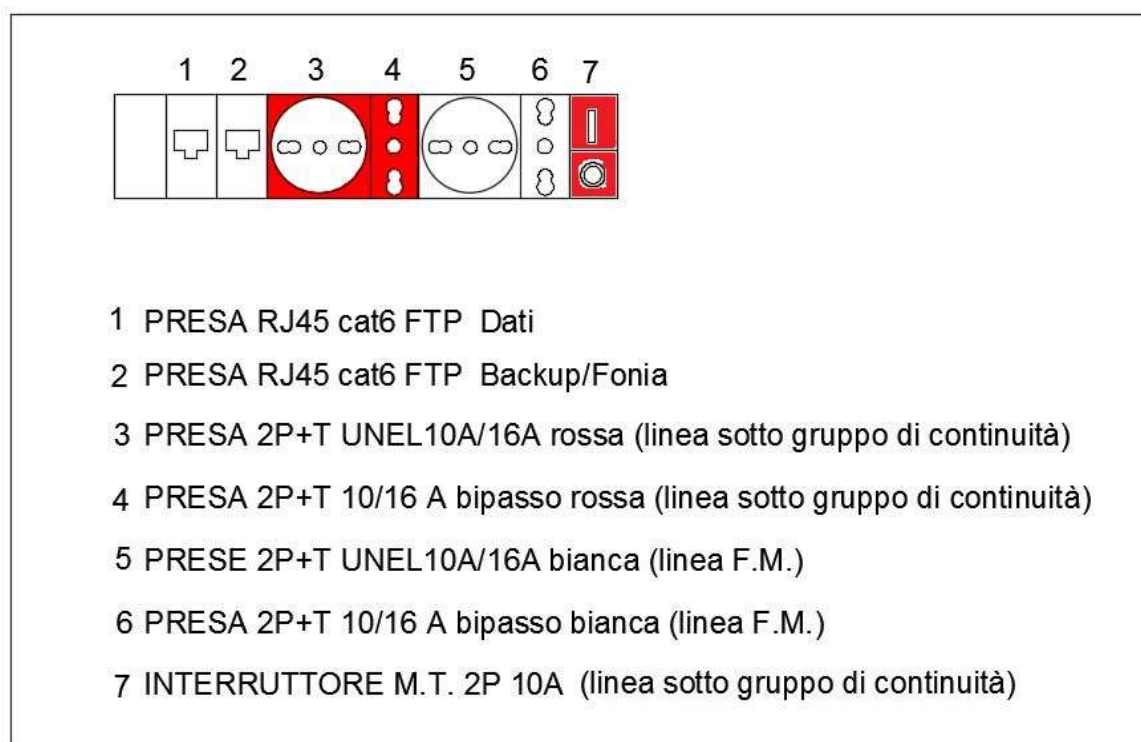 1 2 3 4 5 6 7
1 PRESA RJ45 cat6 FTP Dati
2 PRESA RJ45 cat6 FTP Backup/Fonia
3 PRESA 2P+T UNEL10A/16A rossa (linea sotto gruppo di continuità)
4 PRESA 2P+T 10/16 A bipasso rossa (linea sotto gruppo di continuità)
5 PRESE 2P+T UNEL10A/16A bianca (linea F.M.)
6 PRESA 2P+T 10/16 A bipasso bianca (linea F.M.)
7 INTERRUTTORE M.T. 2P 10A (linea sotto gruppo di continuità)